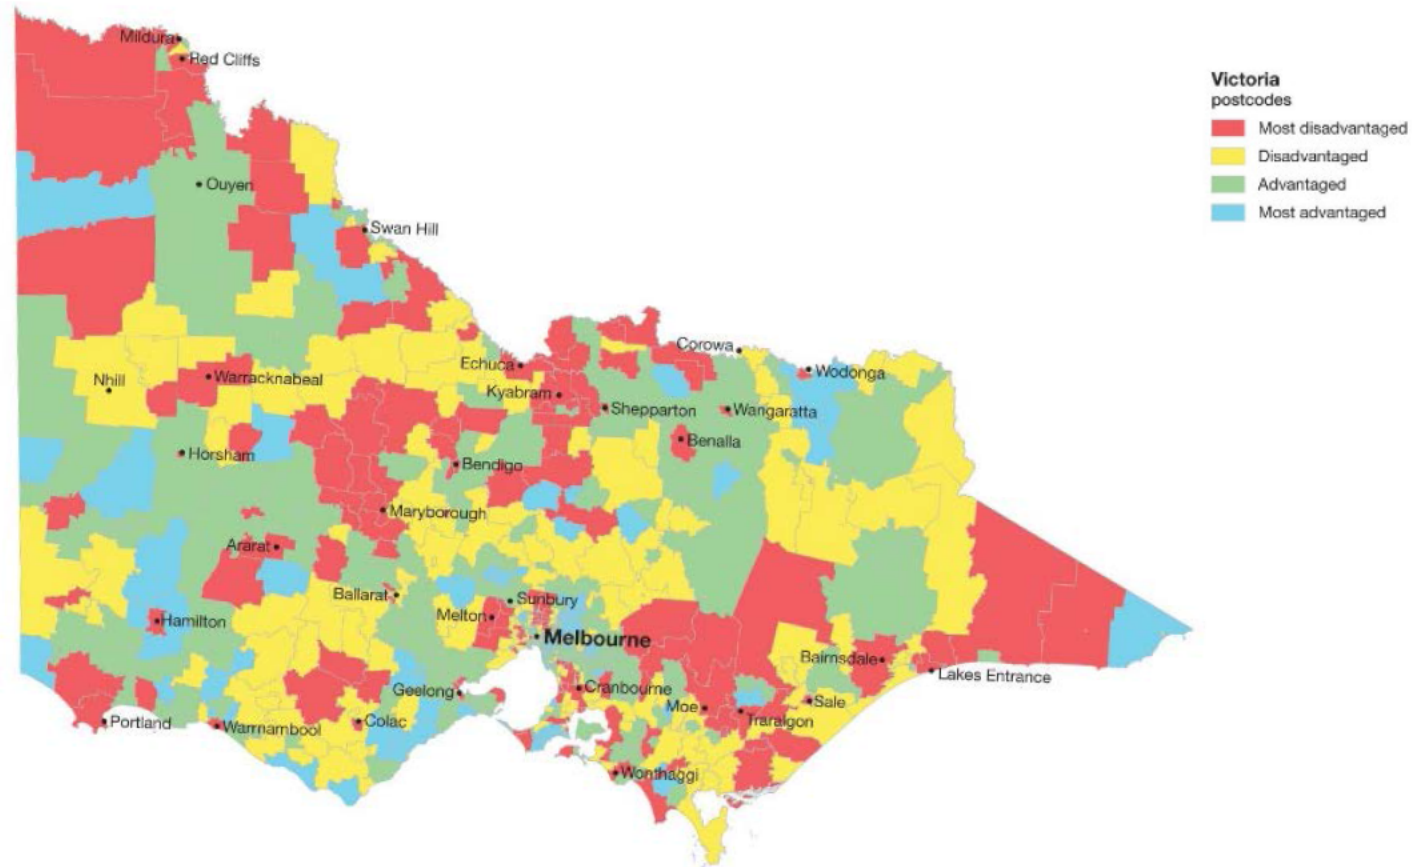 Victoria
postcodes
Most disadvantaged
Disadvantaged
Advantaged
Most advantaged
Mildura
Red Cliffs
Ouyen
Swan Hill
Corowa
Echuca
Wodonga
Nhill
Warracknabeal
Kyabram
Shepparton
Wangaratta
Benalla
Horsham
Bendigo
Maryborough
Ararat
Ballarat
Sunbury
Melton
Hamilton
Melbourne
Bairnsdale
Lakes Entrance
Geelong
Cranbourne
Moe
Sale
Portland
Warrnambool
Colac
Traralgon
Wonthaggi